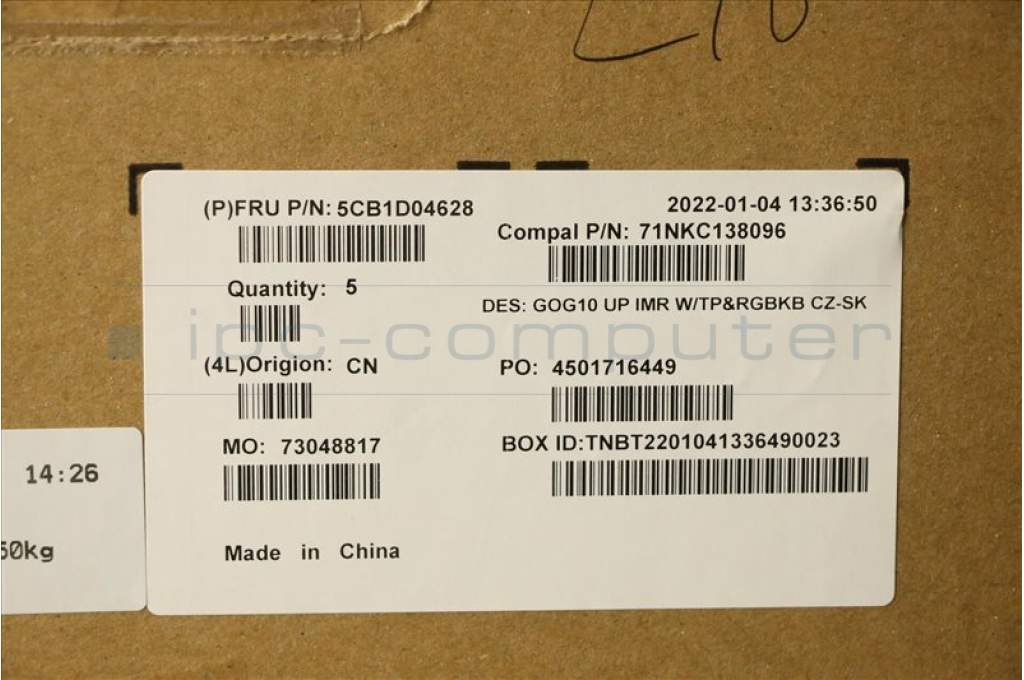 (P)FRU P/N: 5CB1D04628
2022-01-04 13:36:50
Compal P/N: 71NKC138096
Quantity: 5
DES: GOG10 UP IMR W/TP&RGBKB CZ-SK
ipc-computer
(4L)Origion: CN
PO: 4501716449
MO: 73048817
BOX ID:TNBT2201041336490023
14:26
Made in China
60kg